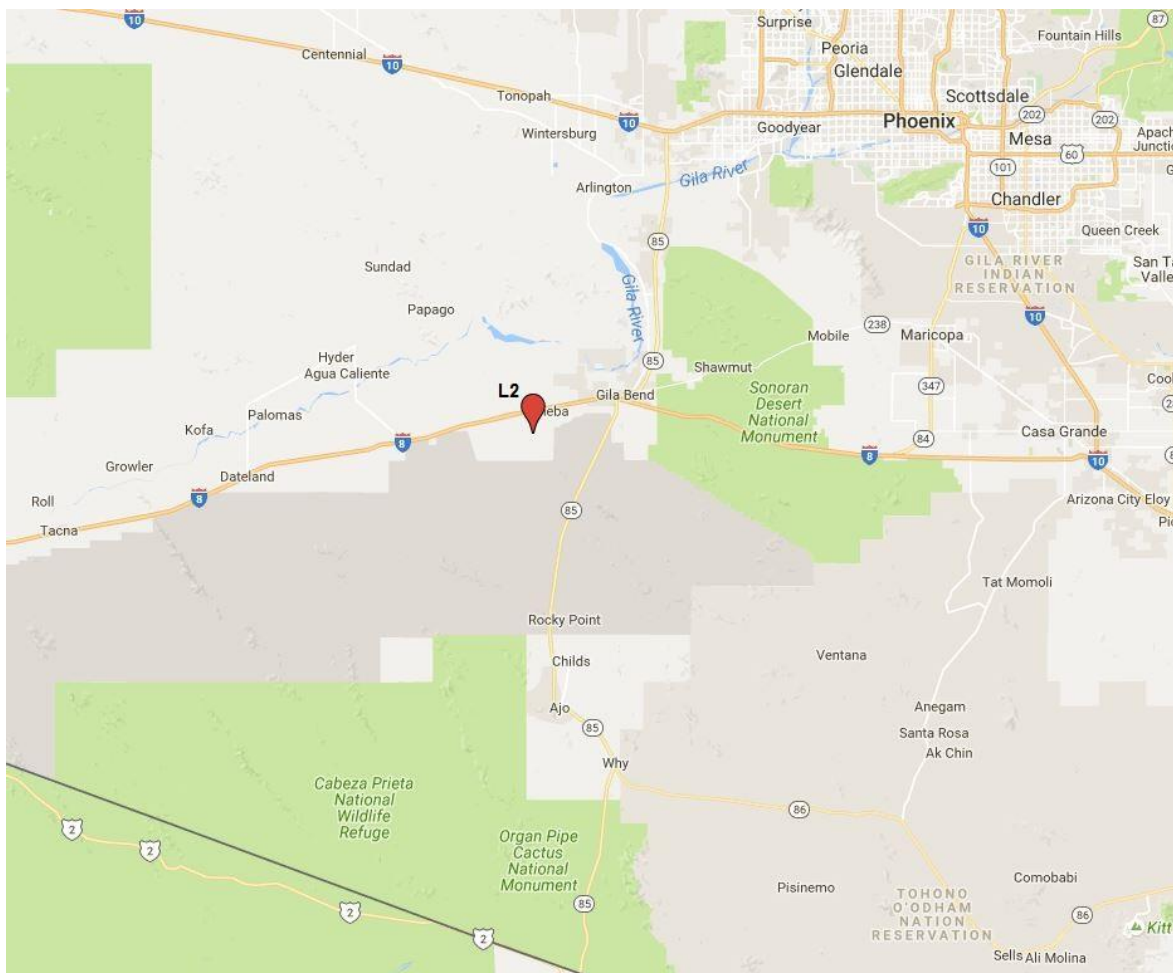 10
Surprise
87
Fountain Hills
Centennial
Peoria
10
Glendale
Tonopah
Scottsdale
202
202
10
Goodyear
Phoenix
Wintersburg
Mesa
Apach
Junction
60
101
Arlington
Gila River
Chandler
10
Queen Creek
85
GILA RIVER
INDIAN
RESERVATION
San Ta
Valle
Sundad
Gila River
Papago
10
238
Mobile
Maricopa
Hyder
85
Shawmut
Agua Caliente
347
L2
Gila Bend
Sonoran
Desert
National
Monument
eba
Palomas
Kofa
8
84
Casa Grande
8
10
Growler
Dateland
Roll
8
Arizona City
Eloy
85
Tacna
Tat Momoli
Rocky Point
Childs
Ventana
Ajo
Anegam
85
Santa Rosa
Ak Chin
Why
Cabeza Prieta
National
Wildlife
Refuge
86
2
Organ Pipe
Cactus
National
Monument
2
Comobabi
Pisinemo
TOHONO
O'ODHAM
NATION
RESERVATION
85
2
86
Kitt
2
Sells
Ali Molina